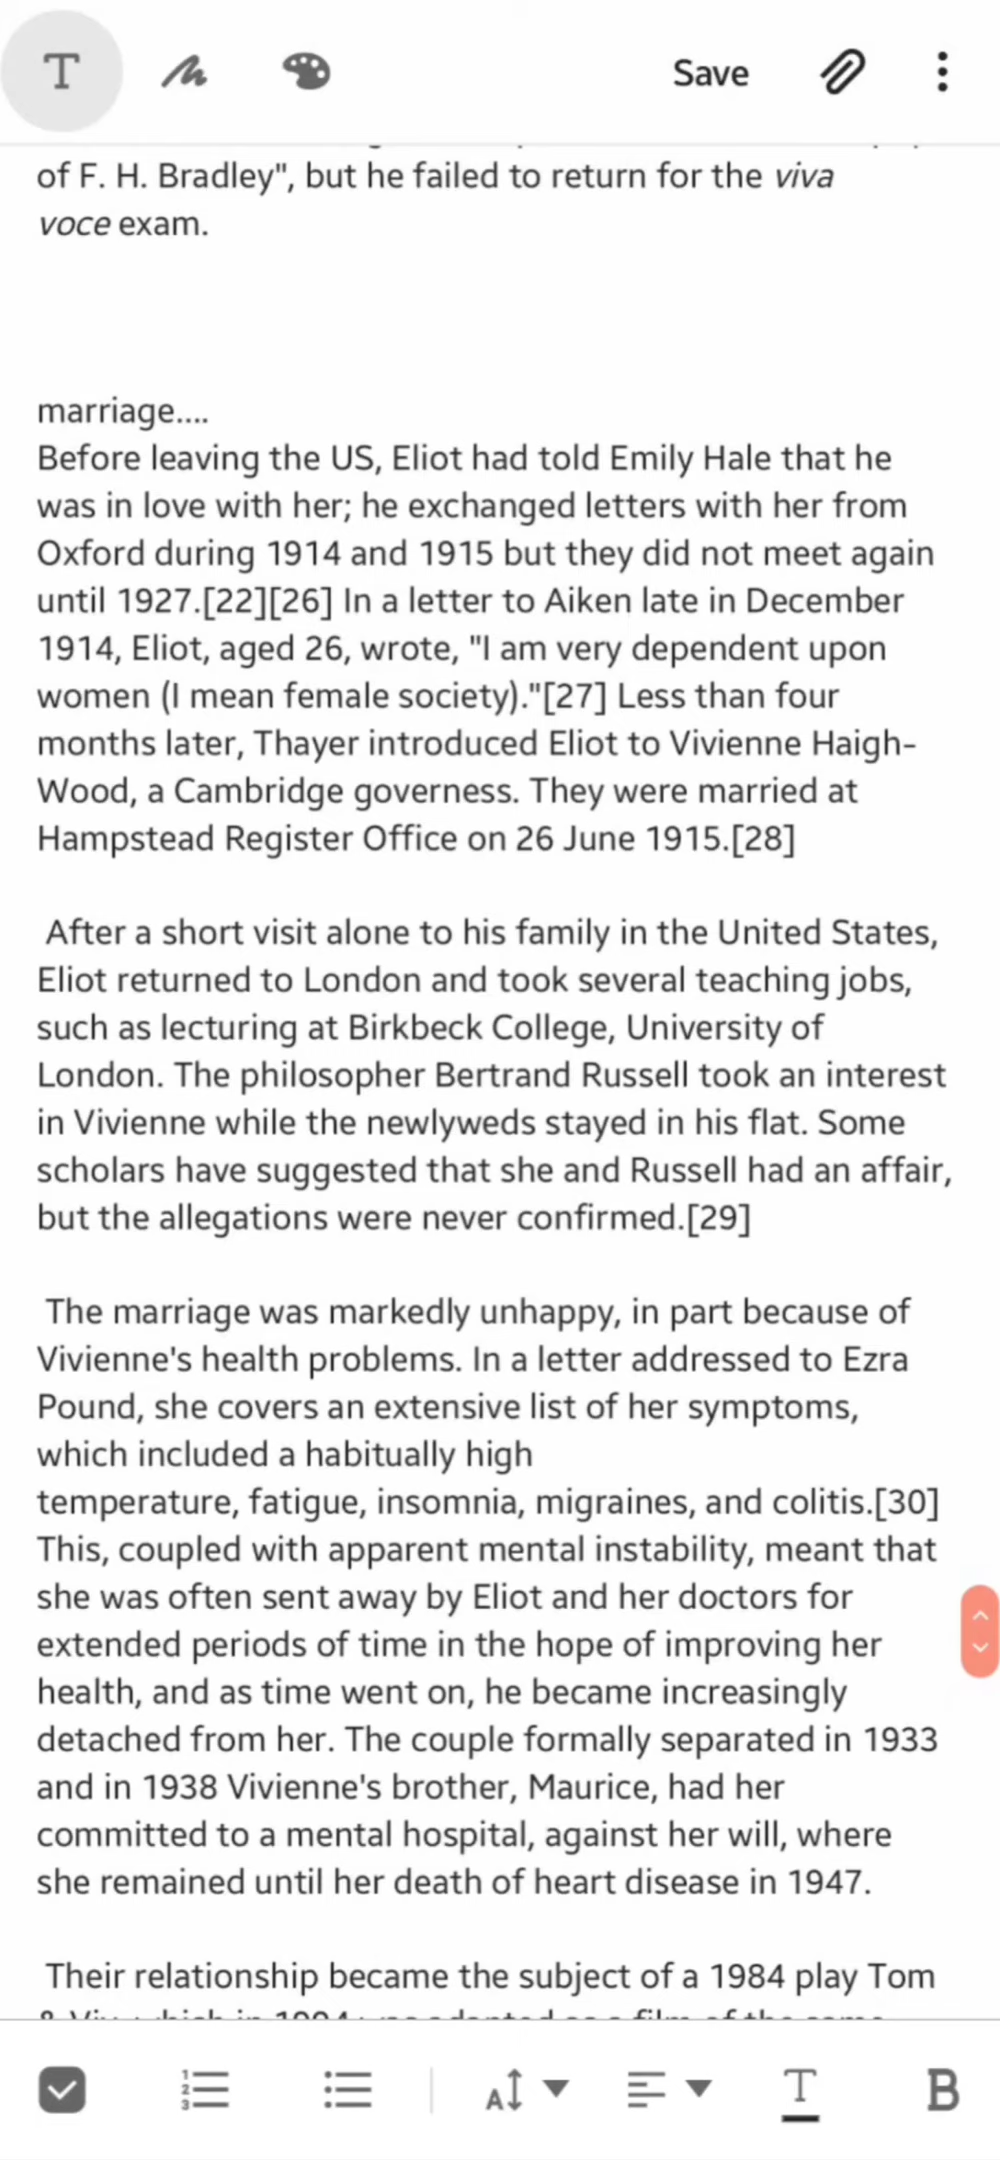 Save
of F. H. Bradley", but he failed to return for the viva
voce exam.
marriage....
Before leaving the US, Eliot had told Emily Hale that he
was in love with her; he exchanged letters with her from
Oxford during 1914 and 1915 but they did not meet again
until 1927.[22][26] In a letter to Aiken late in December
1914, Eliot, aged 26, wrote, "I am very dependent upon
women (I mean female society)."[27] Less than four
months later, Thayer introduced Eliot to Vivienne Haigh-
Wood, a Cambridge governess. They were married at
Hampstead Register Office on 26 June 1915.[28]
After a short visit alone to his family in the United States,
Eliot returned to London and took several teaching jobs,
such as lecturing at Birkbeck College, University of
London. The philosopher Bertrand Russell took an interest
in Vivienne while the newlyweds stayed in his flat. Some
scholars have suggested that she and Russell had an affair,
but the allegations were never confirmed.[29]
The marriage was markedly unhappy, in part because of
Vivienne's health problems. In a letter addressed to Ezra
Pound, she covers an extensive list of her symptoms,
which included a habitually high
temperature, fatigue, insomnia, migraines, and colitis.[30]
This, coupled with apparent mental instability, meant that
she was often sent away by Eliot and her doctors for
extended periods of time in the hope of improving her
health, and as time went on, he became increasingly
detached from her. The couple formally separated in 1933
and in 1938 Vivienne's brother, Maurice, had her
committed to a mental hospital, against her will, where
she remained until her death of heart disease in 1947.
Their relationship became the subject of a 1984 play Tom